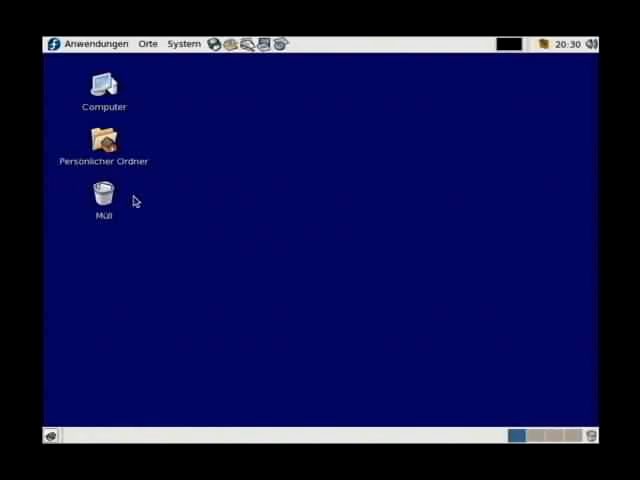 Anwendungen Orte System 20:30
Computer
Persönlicher Ordner
Müll